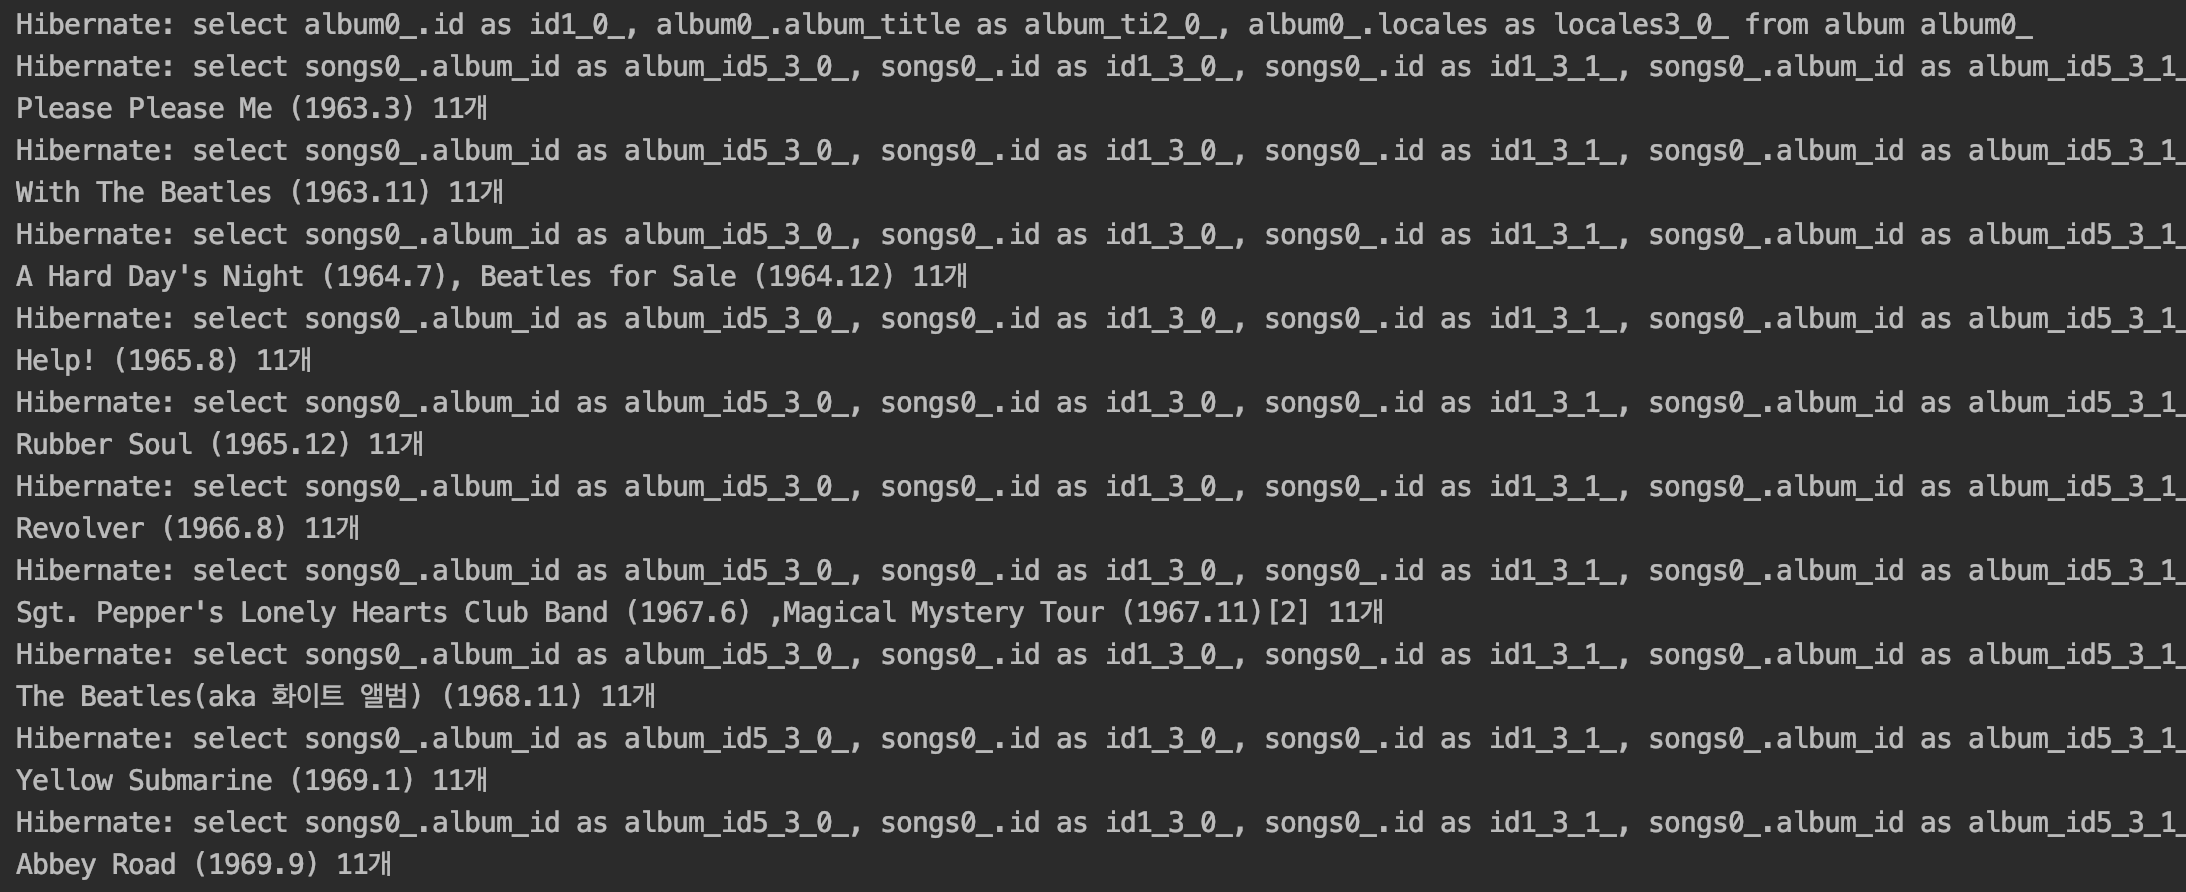 Hibernate: select album0_.id as id1_0_, album0_.album_title as album_ti2_0_, album0_.locales as locales3_0_ from album album0_
Hibernate: select songs0_.album_id as album_id5_3_0_, songs0_.id as id1_3_0_, songs0_.id as id1_3_1_, songs0_.album_id as album_id5_3_1_
Please Please Me (1963.3) 11개
Hibernate: select songs0_.album_id as album_id5_3_0_, songs0_.id as id1_3_0_, songs0_.id as id1_3_1_, songs0_.album_id as album_id5_3_1_
With The Beatles (1963.11) 11개
Hibernate: select songs0_.album_id as album_id5_3_0_, songs0_.id as id1_3_0_, songs0_.id as id1_3_1_, songs0_.album_id as album_id5_3_1_
A Hard Day's Night (1964.7), Beatles for Sale (1964.12) 11개
Hibernate: select songs0_.album_id as album_id5_3_0_, songs0_.id as id1_3_0_, songs0_.id as id1_3_1_, songs0_.album_id as album_id5_3_1_
Help! (1965.8) 11개
Hibernate: select songs0_.album_id as album_id5_3_0_, songs0_.id as id1_3_0_, songs0_.id as id1_3_1_, songs0_.album_id as album_id5_3_1_
Rubber Soul (1965.12) 11개
Hibernate: select songs0_.album_id as album_id5_3_0_, songs0_.id as id1_3_0_, songs0_.id as id1_3_1_, songs0_.album_id as album_id5_3_1_
Revolver (1966.8) 11개
Hibernate: select songs0_.album_id as album_id5_3_0_, songs0_.id as id1_3_0_, songs0_.id as id1_3_1_, songs0_.album_id as album_id5_3_1_
Sgt. Pepper's Lonely Hearts Club Band (1967.6) ,Magical Mystery Tour (1967.11)[2] 11개
Hibernate: select songs0_.album_id as album_id5_3_0_, songs0_.id as id1_3_0_, songs0_.id as id1_3_1_, songs0_.album_id as album_id5_3_1_
The Beatles(aka 화이트 앨범) (1968.11) 11개
Hibernate: select songs0_.album_id as album_id5_3_0_, songs0_.id as id1_3_0_, songs0_.id as id1_3_1_, songs0_.album_id as album_id5_3_1_
Yellow Submarine (1969.1) 11개
Hibernate: select songs0_.album_id as album_id5_3_0_, songs0_.id as id1_3_0_, songs0_.id as id1_3_1_, songs0_.album_id as album_id5_3_1_
Abbey Road (1969.9) 11개